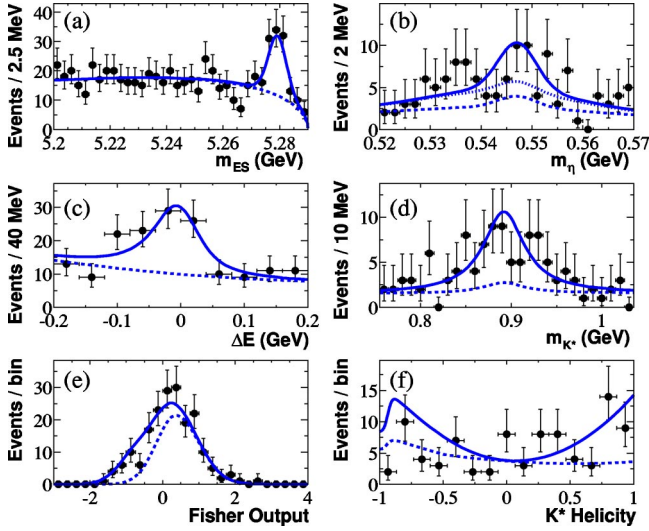 (a)
Events / 2.5 MeV
40
30
20
10
0
5.2 5.22 5.24 5.26 5.28
mES (GeV)
(b)
Events / 2 MeV
10
5
0
0.52 0.53 0.54 0.55 0.56 0.57
mη (GeV)
(c)
Events / 40 MeV
30
20
10
0
-0.2 -0.1 0 0.1 0.2
ΔE (GeV)
(d)
Events / 10 MeV
10
5
0
0.8 0.9 1
mK* (GeV)
(e)
Events / bin
30
20
10
0
-2 0 2 4
Fisher Output
(f)
Events / bin
15
10
5
0
-1 -0.5 0 0.5 1
K* Helicity